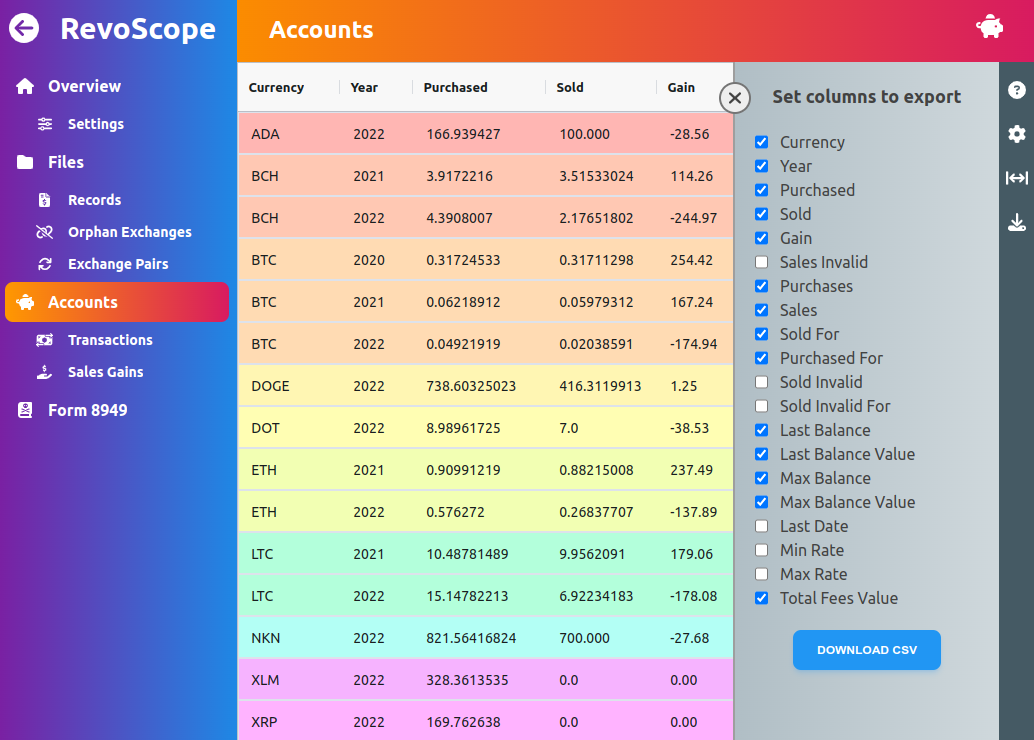 RevoScope
Overview
Settings
Files
Records
Orphan Exchanges
Exchange Pairs
Accounts
Transactions
Sales Gains
Form 8949
Accounts
Currency Year Purchased Sold Gain
ADA 2022 166.939427 100.000 -28.56
BCH 2021 3.9172216 3.51533024 114.26
BCH 2022 4.3908007 2.17651802 -244.97
BTC 2020 0.31724533 0.31711298 254.42
BTC 2021 0.06218912 0.05979312 167.24
BTC 2022 0.04921919 0.02038591 -174.94
DOGE 2022 738.60325023 416.3119913 1.25
DOT 2022 8.98961725 7.0 -38.53
ETH 2021 0.90991219 0.88215008 237.49
ETH 2022 0.576272 0.26837707 -137.89
LTC 2021 10.48781489 9.9562091 179.06
LTC 2022 15.14782213 6.92234183 -178.08
NKN 2022 821.56416824 700.000 -27.68
XLM 2022 328.3613535 0.0 0.00
XRP 2022 169.762638 0.0 0.00
Set columns to export
Currency
Year
Purchased
Sold
Gain
Sales Invalid
Purchases
Sales
Sold For
Purchased For
Sold Invalid
Sold Invalid For
Last Balance
Last Balance Value
Max Balance
Max Balance Value
Last Date
Min Rate
Max Rate
Total Fees Value
DOWNLOAD CSV